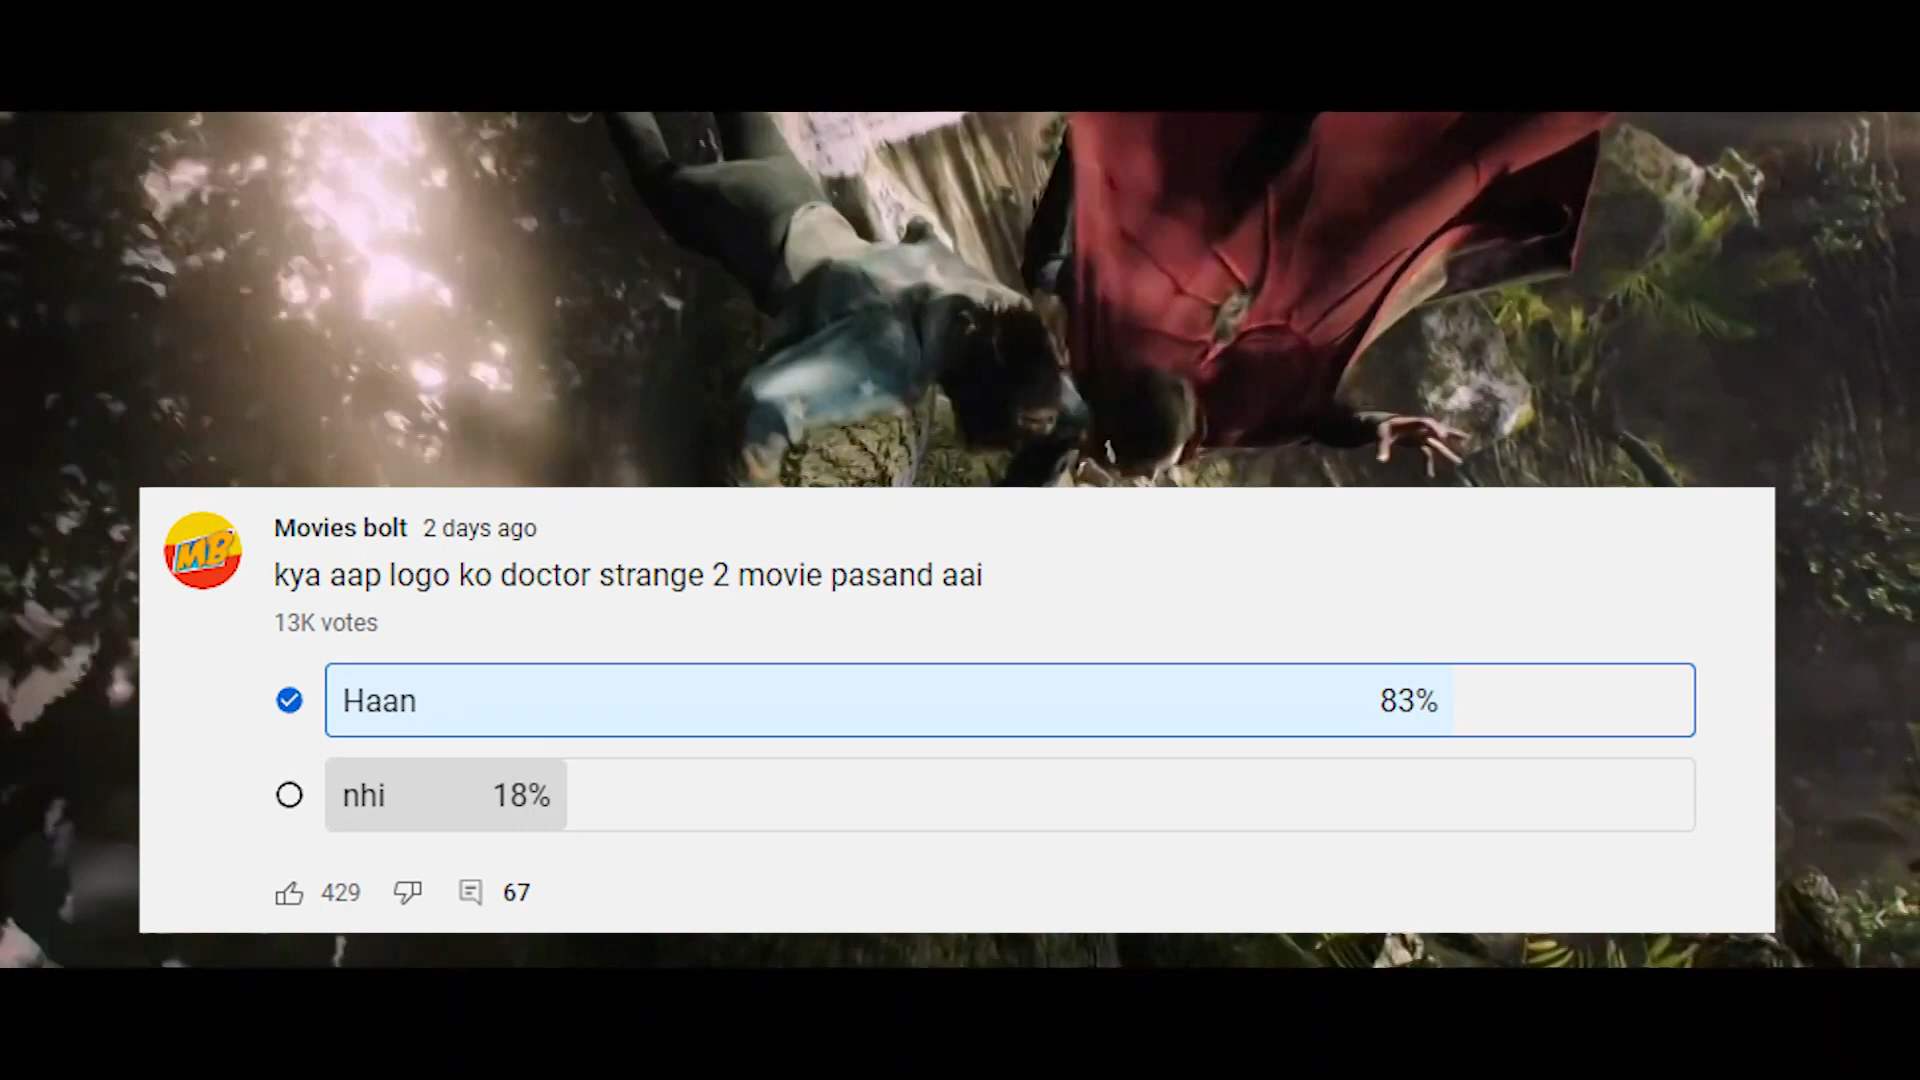 MB
Movies bolt 2 days ago
kya aap logo ko doctor strange 2 movie pasand aai
13K votes
Haan 83%
nhi 18%
429 67